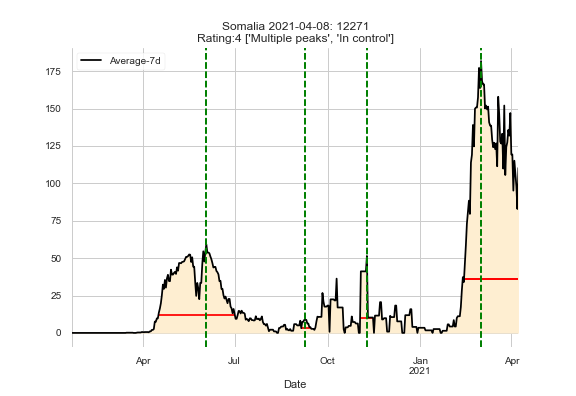 Somalia 2021-04-08: 12271
Rating:4 ['Multiple peaks', 'In control']
Average-7d
175
150
125
100
75
50
25
0
Apr
Jul
Oct
Jan
2021
Apr
Date